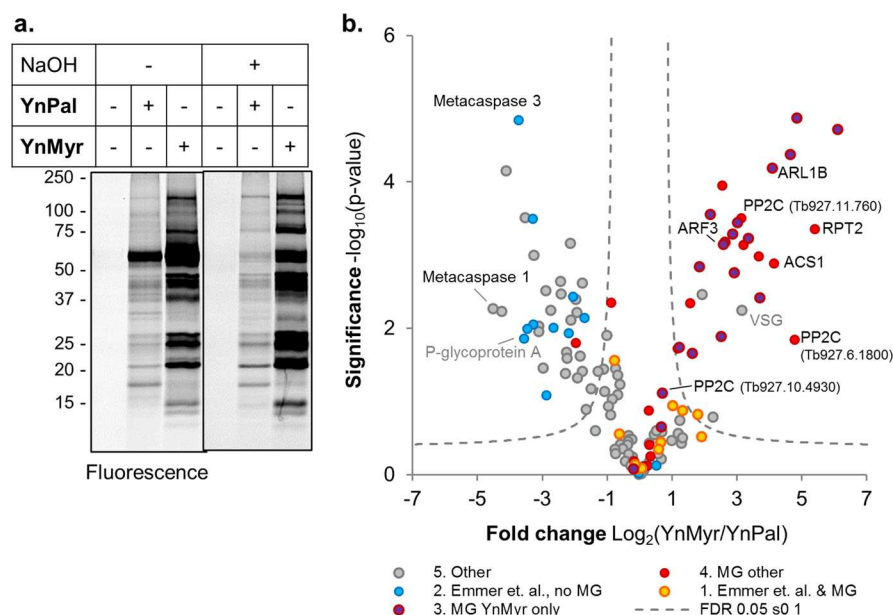 a.
NaOH - +
YnPal - + - - + -
YnMyr - - + - - +
250
100
75
50
37
25
20
15
Fluorescence
b.
Significance -log10(p-value)
6
4
2
0
-7 -5 -3 -1 1 3 5 7
Fold change Log2(YnMyr/YnPal)
Metacaspase 3
Metacaspase 1
P-glycoprotein A
ARL1B
PP2C (Tb927.11.760)
ARF3
RPT2
ACS1
VSG
PP2C
(Tb927.6.1800)
PP2C (Tb927.10.4930)
5. Other
4. MG other
2. Emmer et. al., no MG
1. Emmer et. al. & MG
3. MG YnMyr only
FDR 0.05 s0 1